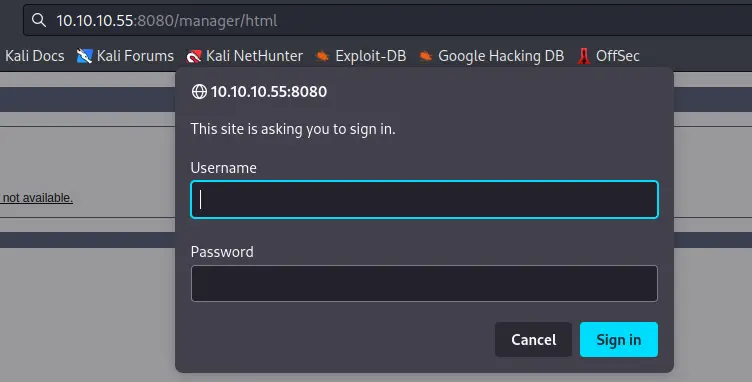 10.10.10.55:8080/manager/html
Kali Docs Kali Forums Kali NetHunter Exploit-DB Google Hacking DB OffSec
10.10.10.55:8080
This site is asking you to sign in.
Username
not available.
Password
Cancel Sign in